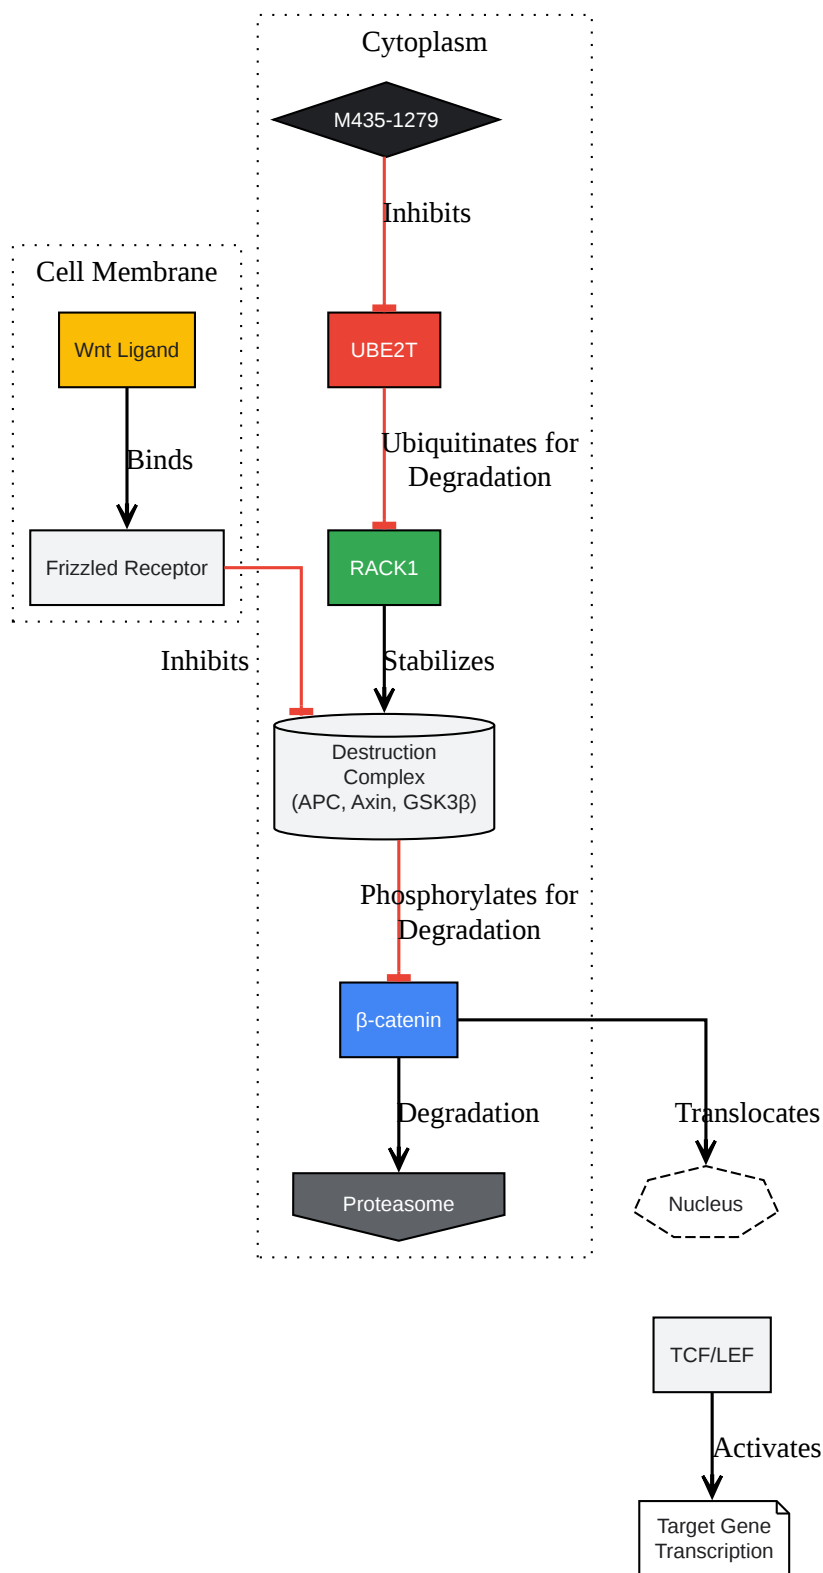 Cytoplasm
M435-1279
Inhibits
Cell Membrane
Wnt Ligand
UBE2T
Binds
Ubiquitinates for
Degradation
Frizzled Receptor
RACK1
Inhibits
Stabilizes
Destruction
Complex
(APC, Axin, GSK3β)
Phosphorylates for
Degradation
β-catenin
Degradation
Translocates
Proteasome
Nucleus
TCF/LEF
Activates
Target Gene
Transcription